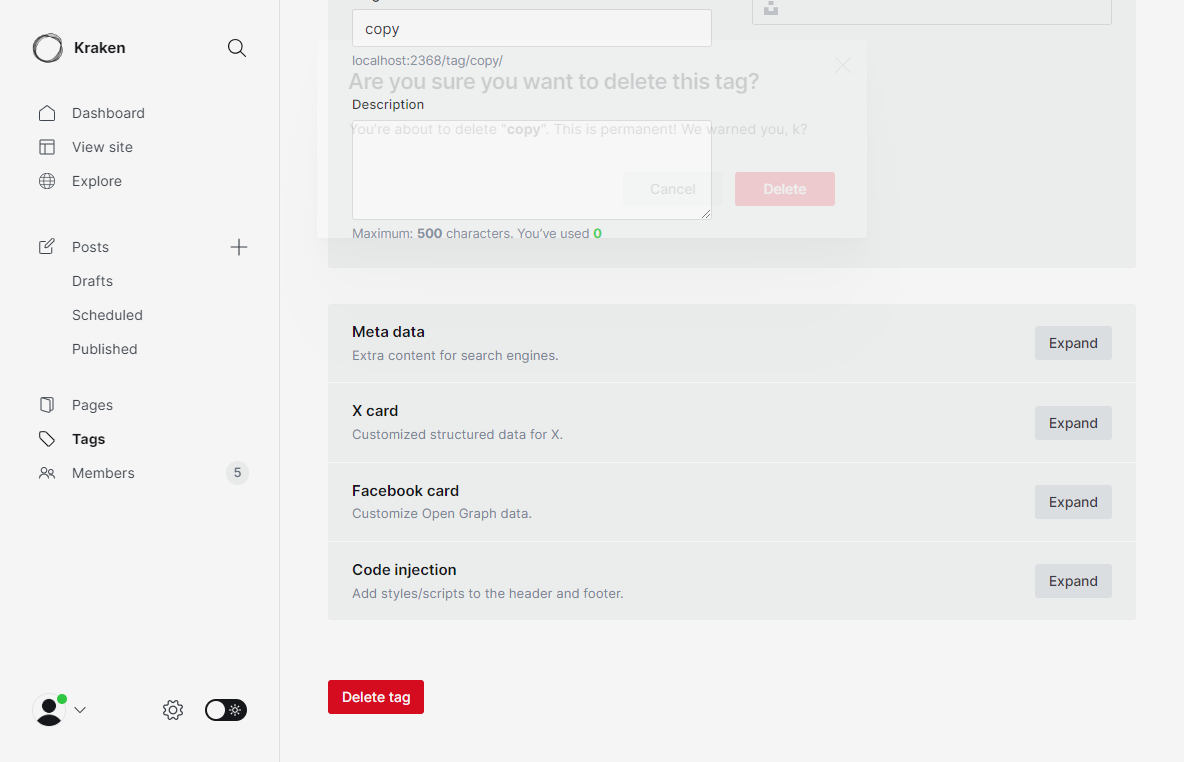 Kraken
Dashboard
View site
Explore
Posts
Drafts
Scheduled
Published
Pages
Tags
Members 5
copy
localhost:2368/tag/copy/
Are you sure you want to delete this tag?
Description
You're about to delete "copy". This is permanent! We warned you, k?
Cancel Delete
Maximum: 500 characters. You've used 0
Meta data
Extra content for search engines.
Expand
X card
Customized structured data for X.
Expand
Facebook card
Customize Open Graph data.
Expand
Code injection
Add styles/scripts to the header and footer.
Expand
Delete tag